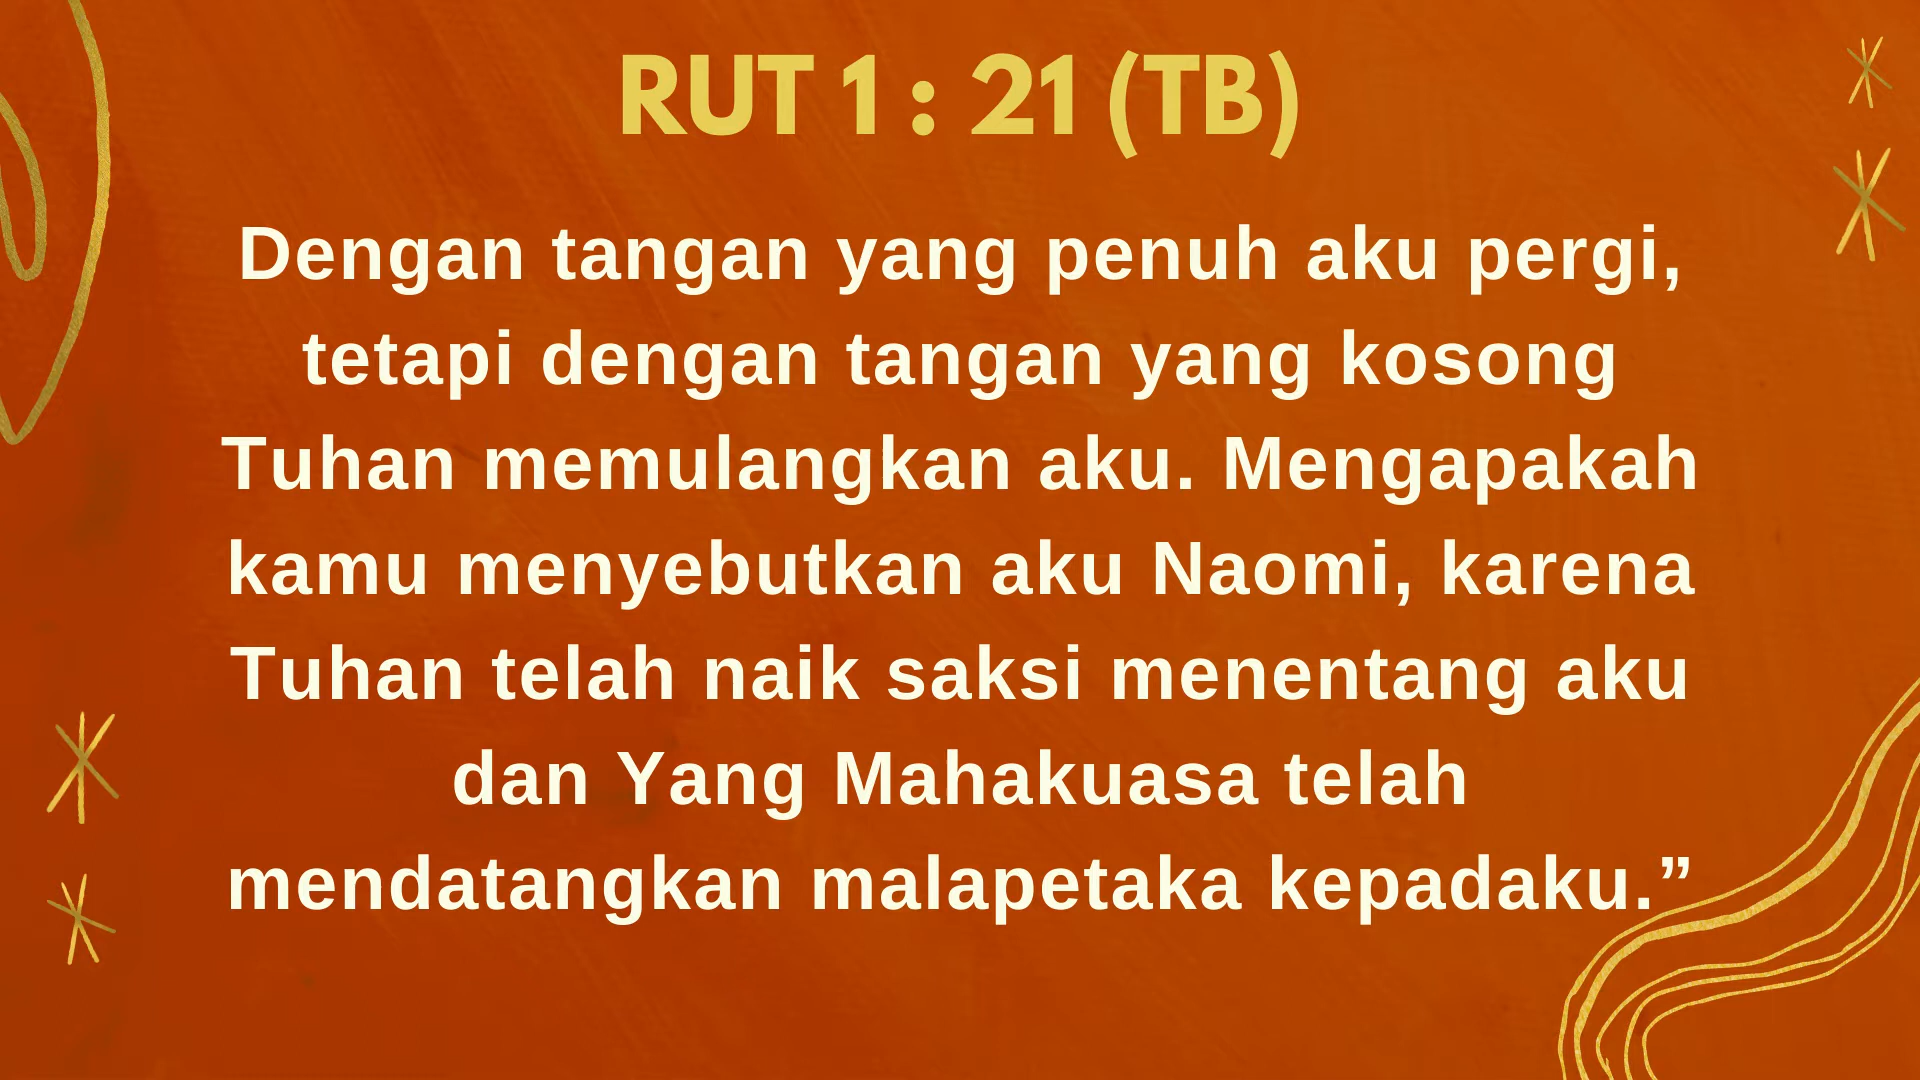 RUT 1 : 21 (TB)
Dengan tangan yang penuh aku pergi,
tetapi dengan tangan yang kosong
Tuhan memulangkan aku. Mengapakah
kamu menyebutkan aku Naomi, karena
Tuhan telah naik saksi menentang aku
dan Yang Mahakuasa telah
mendatangkan malapetaka kepadaku.”